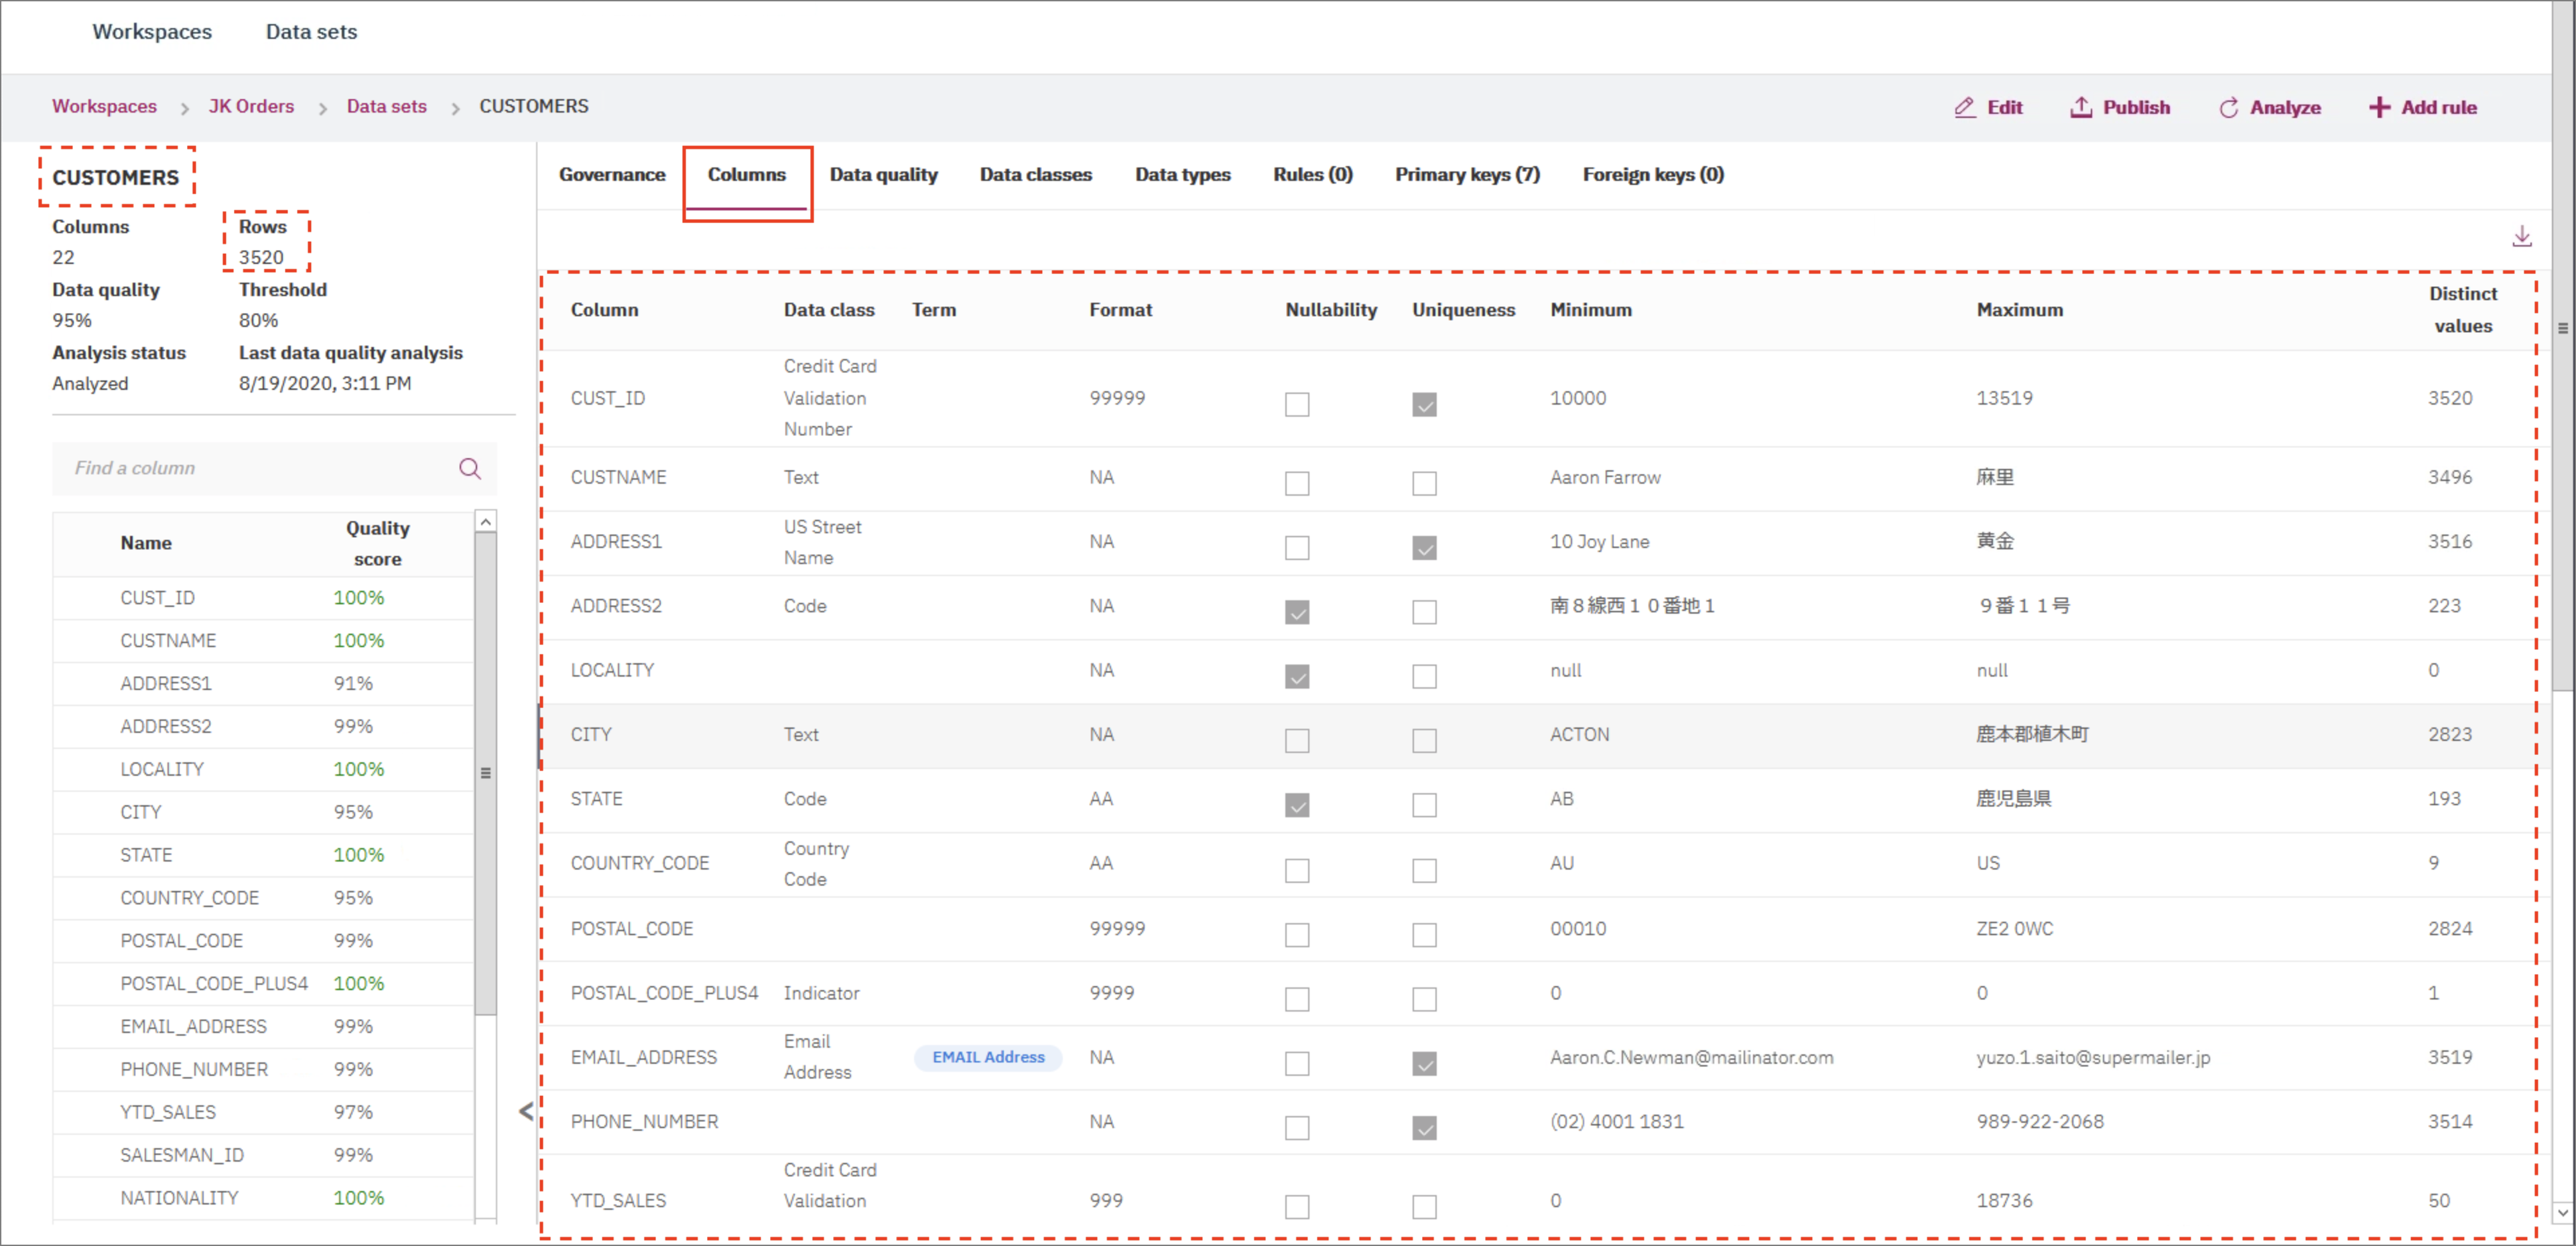 Workspaces Data sets
Workspaces > JK Orders > Data sets > CUSTOMERS Edit Publish Analyze Add rule
CUSTOMERS
Columns Rows
22 3520
Data quality Threshold
95% 80%
Analysis status Last data quality analysis
Analyzed 8/19/2020, 3:11 PM
Find a column
Name Quality score
CUST_ID 100%
CUSTNAME 100%
ADDRESS1 91%
ADDRESS2 99%
LOCALITY 100%
CITY 95%
STATE 100%
COUNTRY_CODE 95%
POSTAL_CODE 99%
POSTAL_CODE_PLUS4 100%
EMAIL_ADDRESS 99%
PHONE_NUMBER 99%
YTD_SALES 97%
SALESMAN_ID 99%
NATIONALITY 100%
Governance Columns Data quality Data classes Data types Rules (0) Primary keys (7) Foreign keys (0)
Column Data class Term Format Nullability Uniqueness Minimum Maximum Distinct values
CUST_ID Credit Card Validation Number 99999 10000 13519 3520
CUSTNAME Text NA Aaron Farrow 麻里 3496
ADDRESS1 US Street Name NA 10 Joy Lane 黄金 3516
ADDRESS2 Code NA 南８線西１０番地１ ９番１１号 223
LOCALITY NA null null 0
CITY Text NA ACTON 鹿本郡植木町 2823
STATE Code AA AB 鹿児島県 193
COUNTRY_CODE Country Code AA AU US 9
POSTAL_CODE 99999 00010 ZE2 0WC 2824
POSTAL_CODE_PLUS4 Indicator 9999 0 0 1
EMAIL_ADDRESS Email Address EMAIL Address NA Aaron.C.Newman@mailinator.com yuzo.1.saito@supermailer.jp 3519
PHONE_NUMBER NA (02) 4001 1831 989-922-2068 3514
YTD_SALES Credit Card Validation 999 0 18736 50